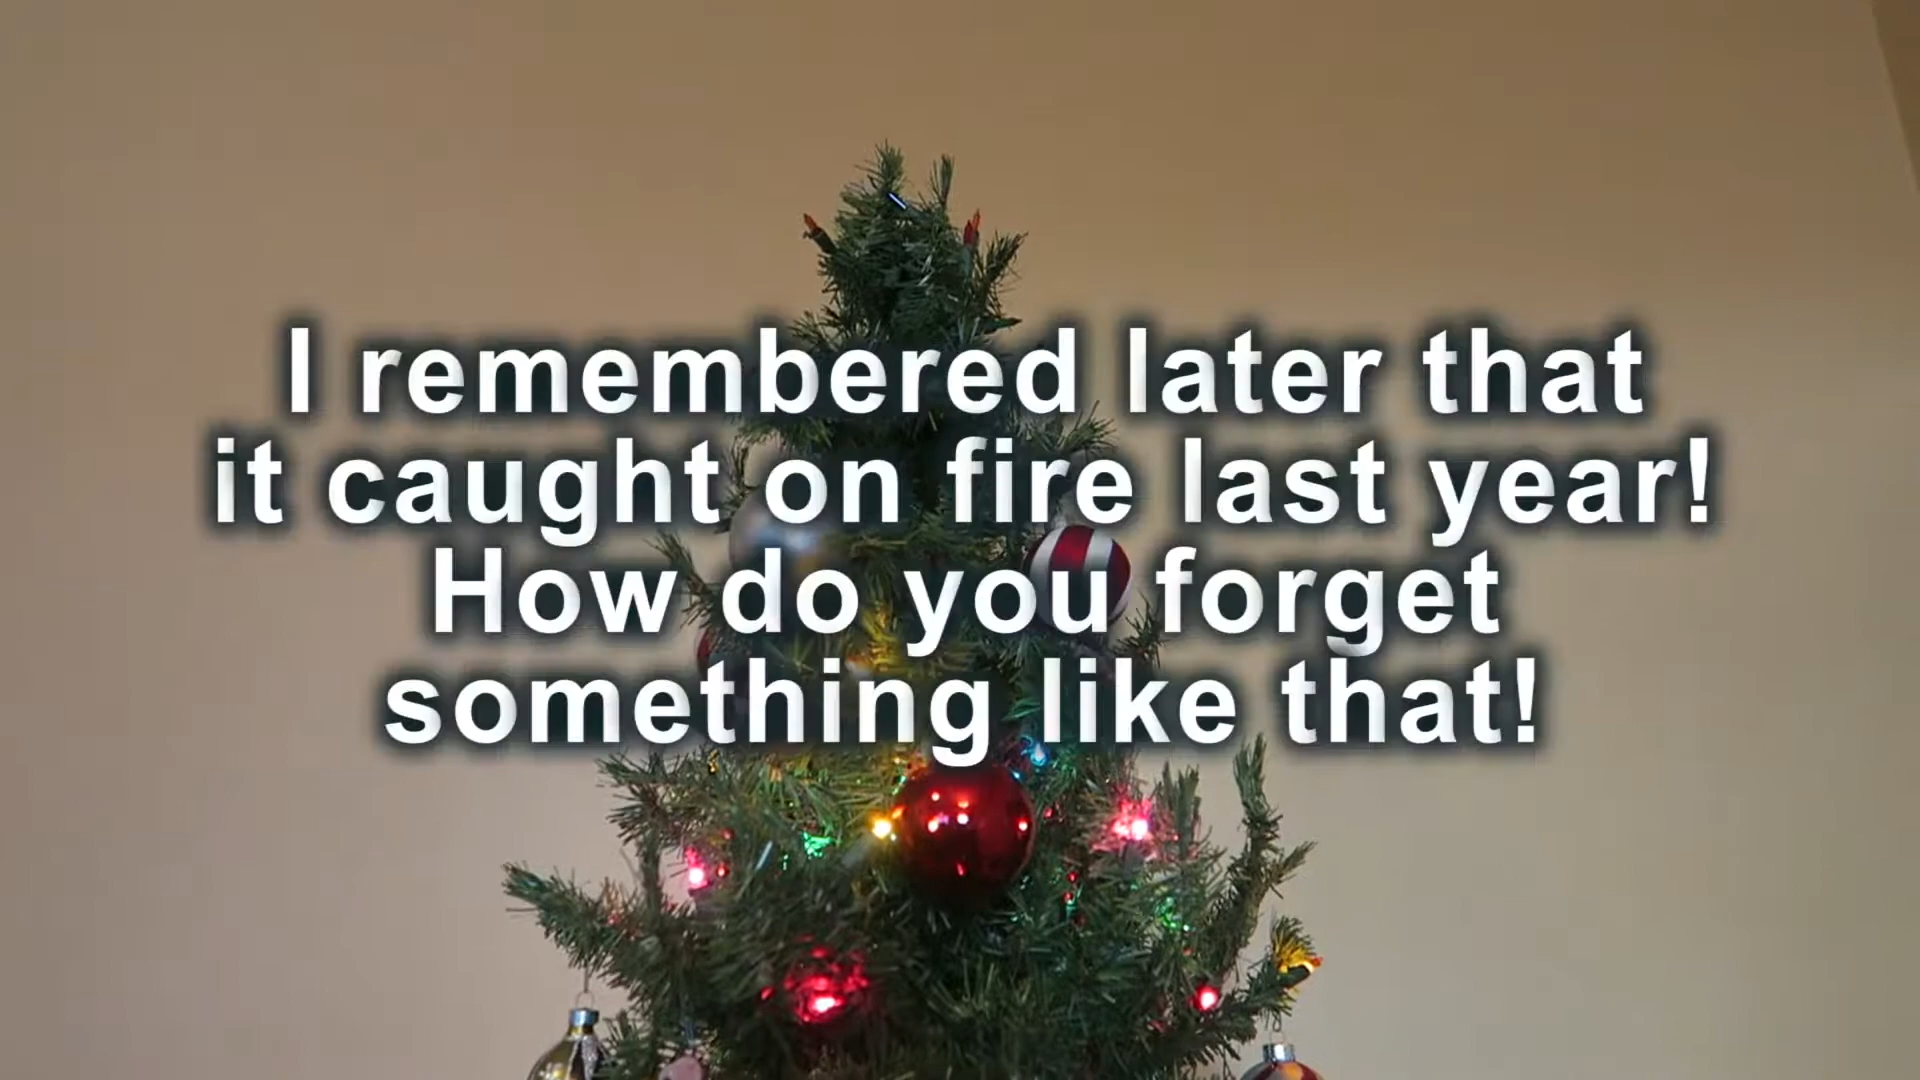 I remembered later that
it caught on fire last year!
How do you forget
something like that!